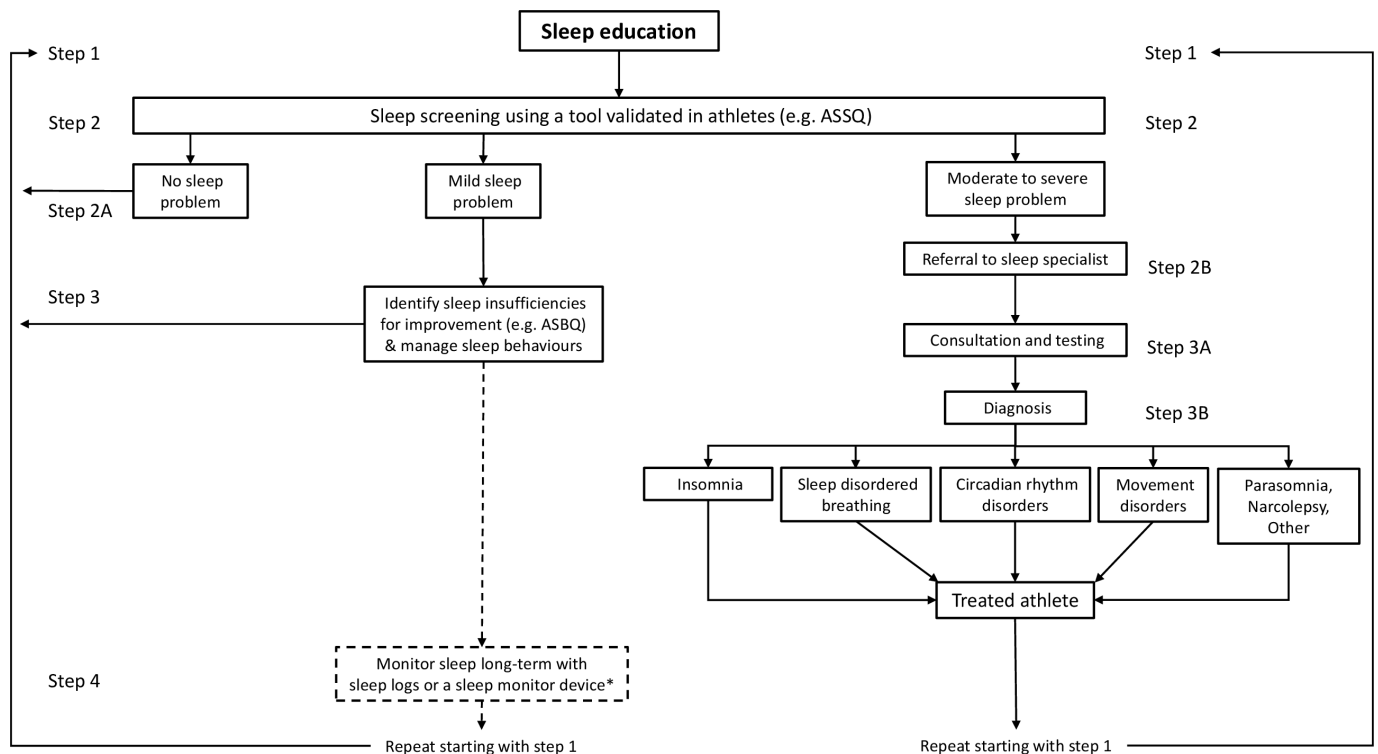 Sleep education
Step 1
Step 1
Step 2
Sleep screening using a tool validated in athletes (e.g. ASSQ)
Step 2
No sleep
problem
Mild sleep
problem
Moderate to severe
sleep problem
Step 2A
Referral to sleep specialist
Step 2B
Step 3
Identify sleep insufficiencies
for improvement (e.g. ASBQ)
& manage sleep behaviours
Consultation and testing
Step 3A
Diagnosis
Step 3B
Insomnia
Sleep disordered
breathing
Circadian rhythm
disorders
Movement
disorders
Parasomnia,
Narcolepsy,
Other
Treated athlete
Step 4
Monitor sleep long-term with
sleep logs or a sleep monitor device*
Repeat starting with step 1
Repeat starting with step 1